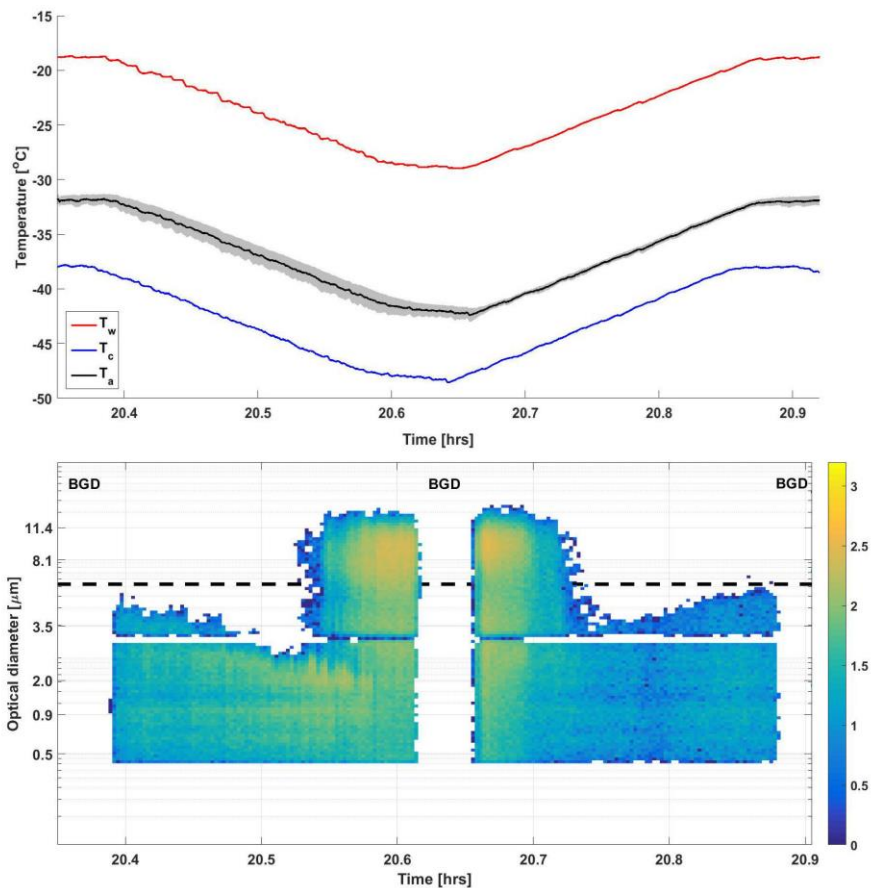 -15
-20
-25
-30
-35
-40
-45
-50
Temperature [°C]
T_w
T_c
T_a
20.4 20.5 20.6 20.7 20.8 20.9
Time [hrs]
BGD BGD BGD
11.4
8.1
3.5
2.0
0.9
0.5
Optical diameter [μm]
3
2.5
2
1.5
1
0.5
0
20.4 20.5 20.6 20.7 20.8 20.9
Time [hrs]